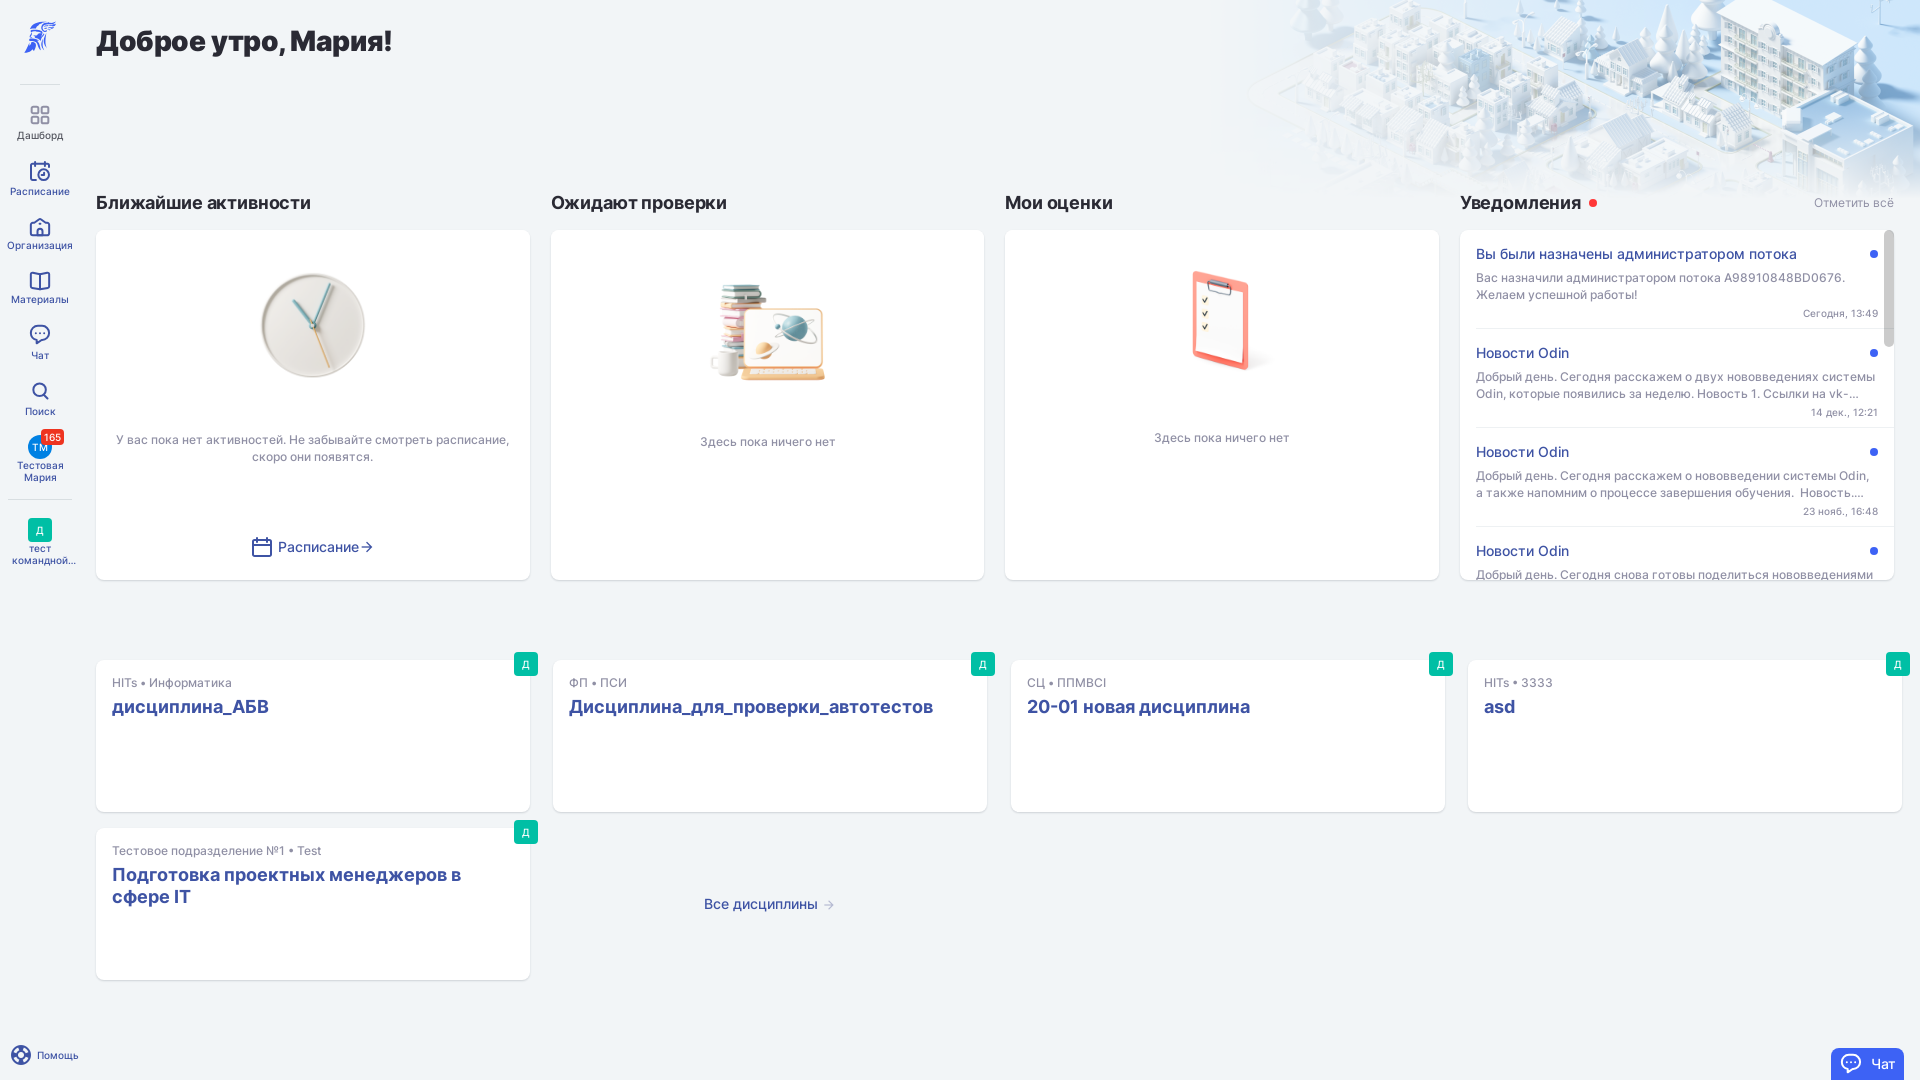 Доброе утро, Мария!
Дашборд
Расписание
Организация
Материалы
Чат
Поиск
ТМ
165
Тестовая
Мария
Д
тест
командной...
Помощь
Ближайшие активности
У вас пока нет активностей. Не забывайте смотреть расписание,
скоро они появятся.
Расписание
Ожидают проверки
Здесь пока ничего нет
Мои оценки
Здесь пока ничего нет
Уведомления
Отметить всё
Вы были назначены администратором потока
Вас назначили администратором потока A98910848BD0676.
Желаем успешной работы!
Сегодня, 13:49
Новости Odin
Добрый день. Сегодня расскажем о двух нововведениях системы
Odin, которые появились за неделю. Новость 1. Ссылки на vk-...
14 дек., 12:21
Новости Odin
Добрый день. Сегодня расскажем о нововведении системы Odin,
а также напомним о процессе завершения обучения. Новость....
23 нояб., 16:48
Новости Odin
Добрый день. Сегодня снова готовы поделиться нововведениями
Д
HITs • Информатика
дисциплина_АБВ
Д
ФП • ПСИ
Дисциплина_для_проверки_автотестов
Д
СЦ • ППМВCI
20-01 новая дисциплина
Д
HITs • 3333
asd
Д
Тестовое подразделение №1 • Test
Подготовка проектных менеджеров в
сфере IT
Все дисциплины
Чат